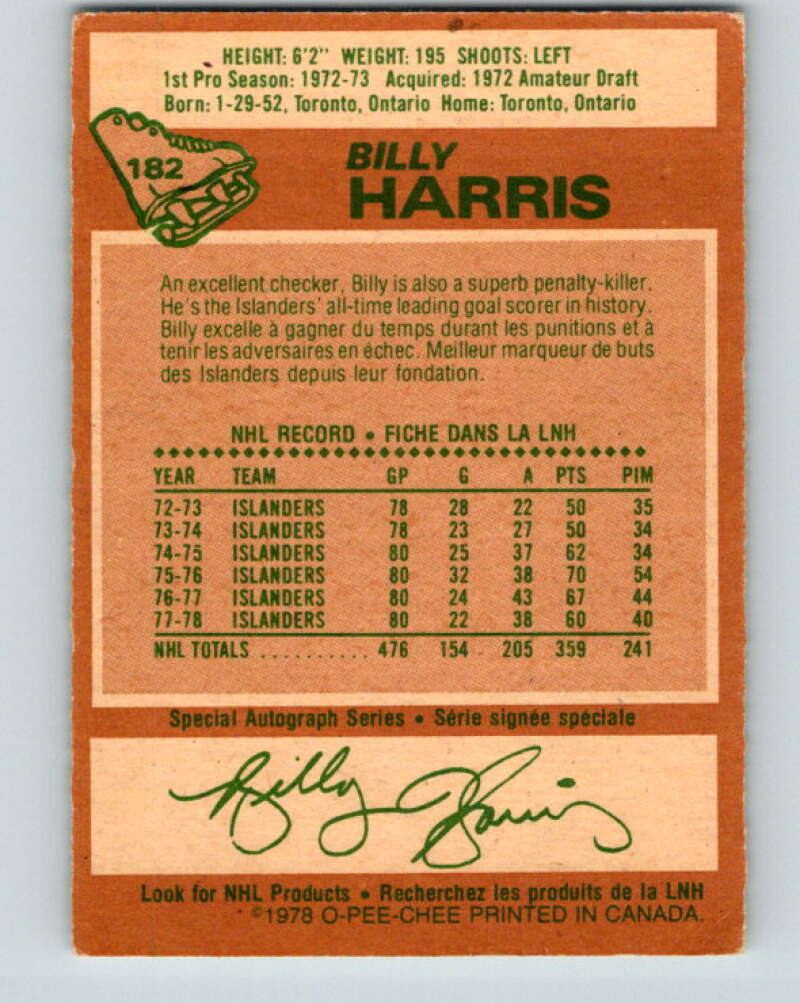 HEIGHT: 6'2" WEIGHT: 195 SHOOTS: LEFT
1st Pro Season: 1972-73 Acquired: 1972 Amateur Draft
Born: 1-29-52, Toronto, Ontario Home: Toronto, Ontario
182
BILLY
HARRIS
An excellent checker, Billy is also a superb penalty-killer.
He's the Islanders' all-time leading goal scorer in history.
Billy excelle à gagner du temps durant les punitions et à
tenir les adversaires en échec. Meilleur marqueur de buts
des Islanders depuis leur fondation.
NHL RECORD • FICHE DANS LA LNH
YEAR TEAM GP G A PTS PIM
72-73 ISLANDERS 78 28 22 50 35
73-74 ISLANDERS 78 23 27 50 34
74-75 ISLANDERS 80 25 37 62 34
75-76 ISLANDERS 80 32 38 70 54
76-77 ISLANDERS 80 24 43 67 44
77-78 ISLANDERS 80 22 38 60 40
NHL TOTALS .......... 476 154 205 359 241
Special Autograph Series • Série signée spéciale
Billy Harris
Look for NHL Products • Recherchez les produits de la LNH
©1978 O-PEE-CHEE PRINTED IN CANADA.